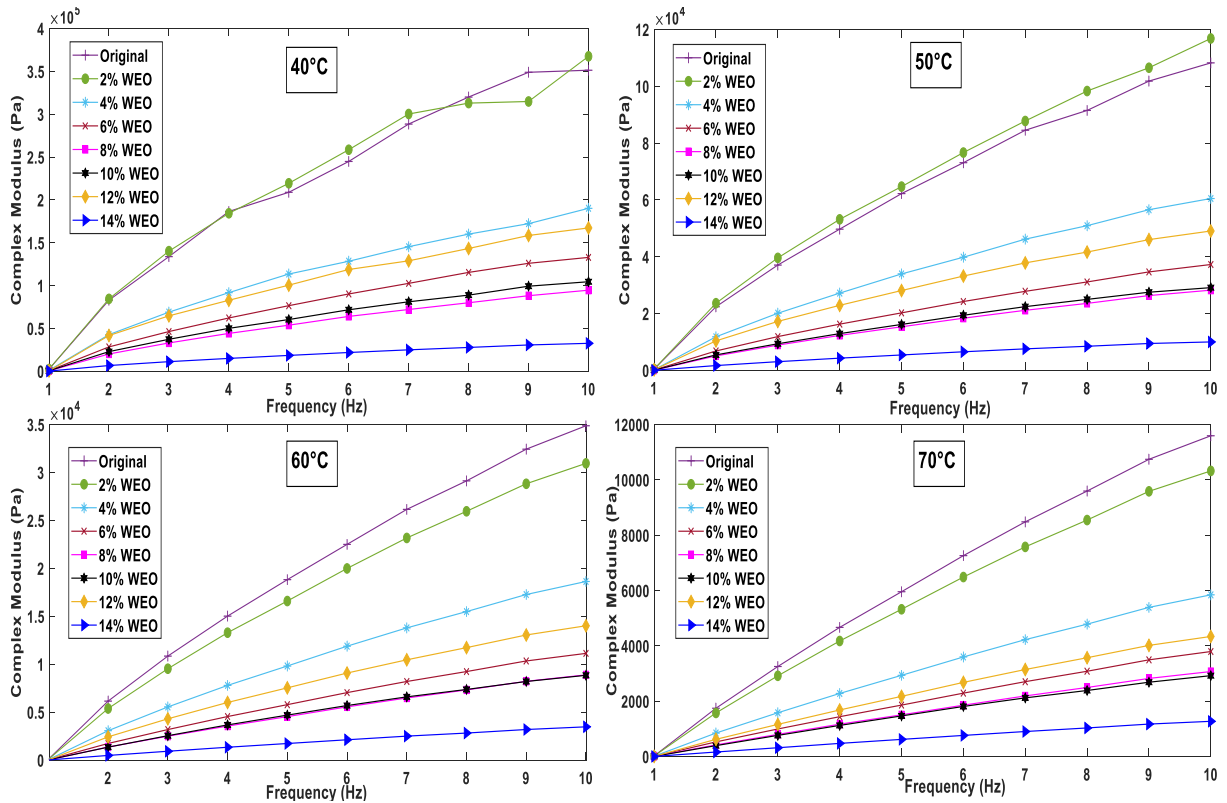 ×10^5
4
3.5
3
2.5
2
1.5
1
0.5
0
Complex Modulus (Pa)
40°C
Original
2% WEO
4% WEO
6% WEO
8% WEO
10% WEO
12% WEO
14% WEO
1 2 3 4 5 6 7 8 9 10
Frequency (Hz)
×10^4
12
10
8
6
4
2
0
Complex Modulus (Pa)
50°C
Original
2% WEO
4% WEO
6% WEO
8% WEO
10% WEO
12% WEO
14% WEO
1 2 3 4 5 6 7 8 9 10
Frequency (Hz)
×10^4
3.5
3
2.5
2
1.5
1
0.5
0
Complex Modulus (Pa)
60°C
Original
2% WEO
4% WEO
6% WEO
8% WEO
10% WEO
12% WEO
14% WEO
1 2 3 4 5 6 7 8 9 10
Frequency (Hz)
12000
10000
8000
6000
4000
2000
0
Complex Modulus (Pa)
70°C
Original
2% WEO
4% WEO
6% WEO
8% WEO
10% WEO
12% WEO
14% WEO
1 2 3 4 5 6 7 8 9 10
Frequency (Hz)